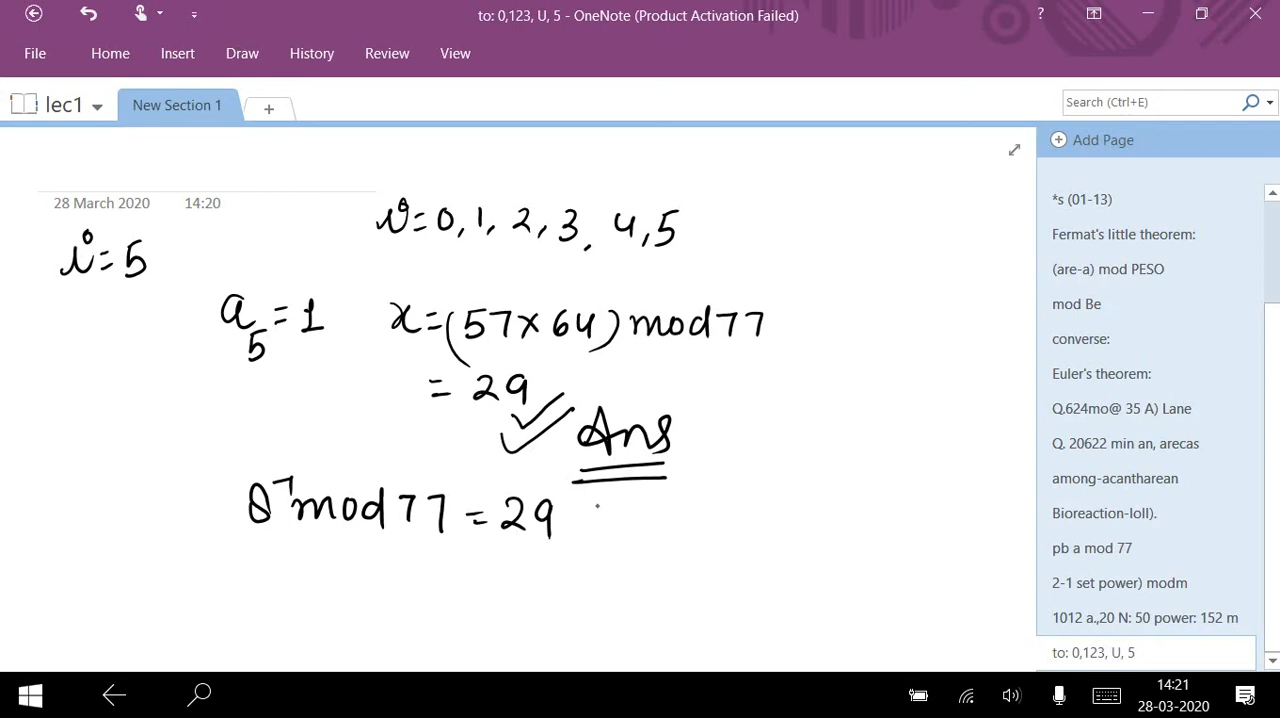 to: 0,123, U, 5 - OneNote (Product Activation Failed)
?
File Home Insert Draw History Review View
lec1 New Section 1 +
Search (Ctrl+E)
Add Page
28 March 2020 14:20
i = 0, 1, 2, 3, 4, 5
i = 5
a5 = 1 x = (57 × 64) mod 77
= 29
Ans
8^7 mod 77 = 29
*s (01-13)
Fermat's little theorem:
(are-a) mod PESO
mod Be
converse:
Euler's theorem:
Q.624mo@ 35 A) Lane
Q. 20622 min an, arecas
among-acantharean
Bioreaction-loll).
pb a mod 77
2-1 set power) modm
1012 a.,20 N: 50 power: 152 m
to: 0,123, U, 5
14:21
28-03-2020